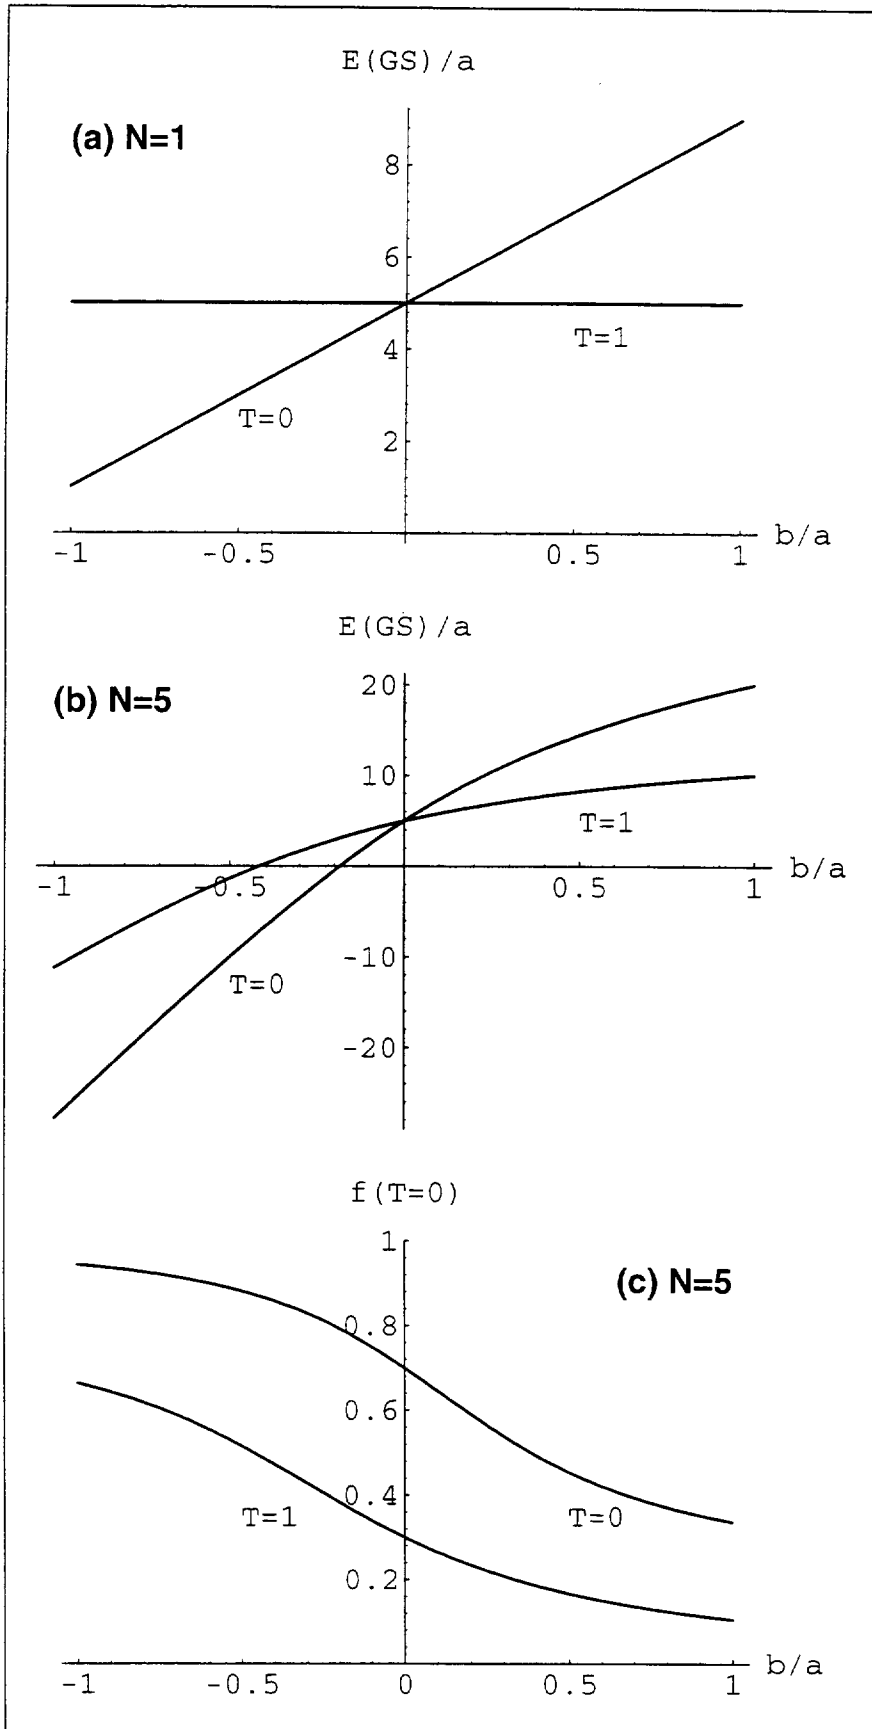 E(GS)/a
(a) N=1
8
6
4
T=1
T=0
2
-1 -0.5 0.5 1 b/a
E(GS)/a
(b) N=5
20
10
T=1
-1 -0.5 0.5 1 b/a
-10
T=0
-20
f(T=0)
1
(c) N=5
0.8
0.6
0.4
T=1 T=0
0.2
-1 -0.5 0 0.5 1 b/a